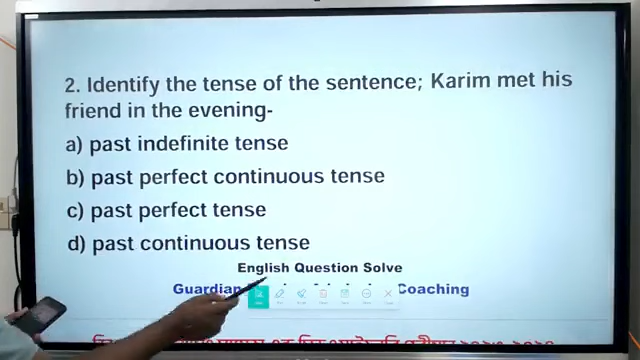 2. Identify the tense of the sentence; Karim met his
friend in the evening-
a) past indefinite tense
b) past perfect continuous tense
c) past perfect tense
d) past continuous tense
English Question Solve
Guardian Coaching